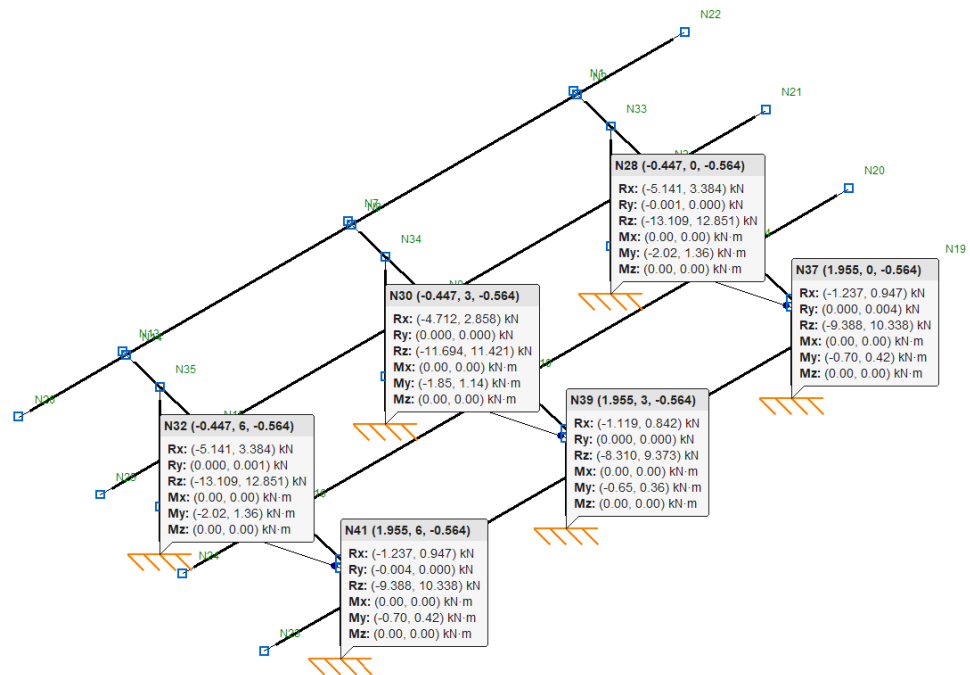 N22
N21
N33
N20
N19
N28 (-0.447, 0, -0.564)
Rx: (-5.141, 3.384) kN
Ry: (-0.001, 0.000) kN
Rz: (-13.109, 12.851) kN
Mx: (0.00, 0.00) kN·m
My: (-2.02, 1.36) kN·m
Mz: (0.00, 0.00) kN·m
N34
N37 (1.955, 0, -0.564)
Rx: (-1.237, 0.947) kN
Ry: (0.000, 0.004) kN
Rz: (-9.388, 10.338) kN
Mx: (0.00, 0.00) kN·m
My: (-0.70, 0.42) kN·m
Mz: (0.00, 0.00) kN·m
N30 (-0.447, 3, -0.564)
Rx: (-4.712, 2.858) kN
Ry: (0.000, 0.000) kN
Rz: (-11.694, 11.421) kN
Mx: (0.00, 0.00) kN·m
My: (-1.85, 1.14) kN·m
Mz: (0.00, 0.00) kN·m
N35
N39 (1.955, 3, -0.564)
Rx: (-1.119, 0.842) kN
Ry: (0.000, 0.000) kN
Rz: (-8.310, 9.373) kN
Mx: (0.00, 0.00) kN·m
My: (-0.65, 0.36) kN·m
Mz: (0.00, 0.00) kN·m
N32 (-0.447, 6, -0.564)
Rx: (-5.141, 3.384) kN
Ry: (0.000, 0.001) kN
Rz: (-13.109, 12.851) kN
Mx: (0.00, 0.00) kN·m
My: (-2.02, 1.36) kN·m
Mz: (0.00, 0.00) kN·m
N41 (1.955, 6, -0.564)
Rx: (-1.237, 0.947) kN
Ry: (-0.004, 0.000) kN
Rz: (-9.388, 10.338) kN
Mx: (0.00, 0.00) kN·m
My: (-0.70, 0.42) kN·m
Mz: (0.00, 0.00) kN·m